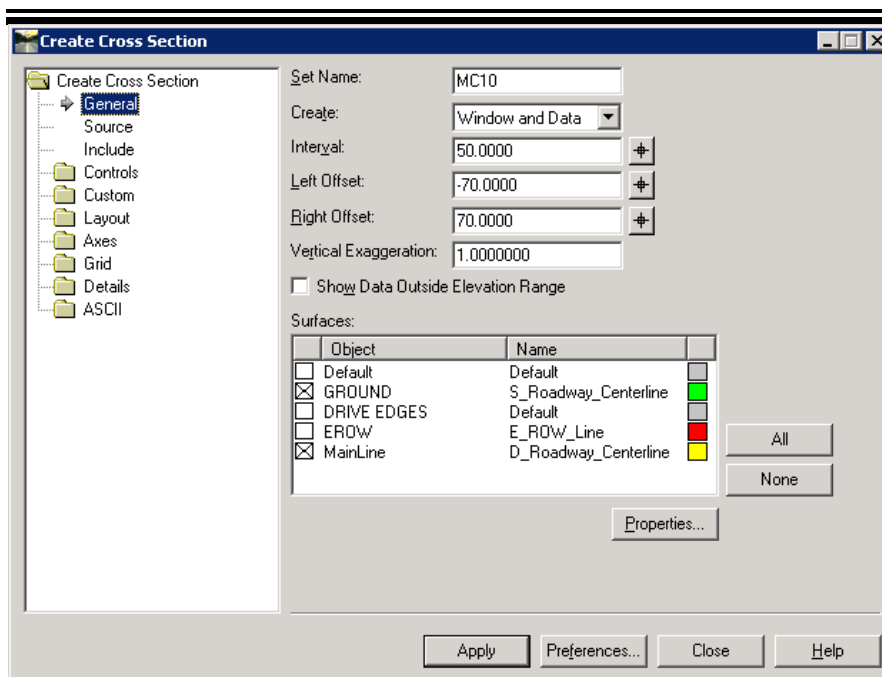 Create Cross Section
Create Cross Section
General
Source
Include
Controls
Custom
Layout
Axes
Grid
Details
ASCII
Set Name: MC10
Create: Window and Data
Interval: 50.0000
Left Offset: -70.0000
Right Offset: 70.0000
Vertical Exaggeration: 1.0000000
Show Data Outside Elevation Range
Surfaces:
Object Name
Default Default
GROUND S_Roadway_Centerline
DRIVE EDGES Default
EROW E_ROW_Line
MainLine D_Roadway_Centerline
All
None
Properties...
Apply Preferences... Close Help